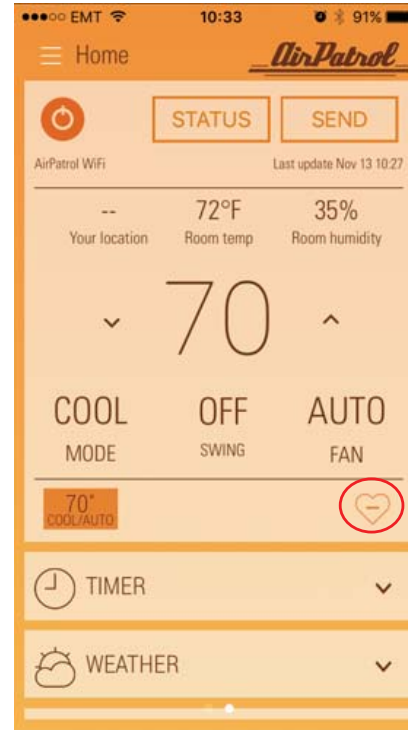 ●●●○○ EMT 10:33 91%
Home AirPatrol
STATUS SEND
AirPatrol WiFi Last update Nov 13 10:27
-- 72°F 35%
Your location Room temp Room humidity
70
COOL OFF AUTO
MODE SWING FAN
70°
COOL/AUTO
TIMER
WEATHER